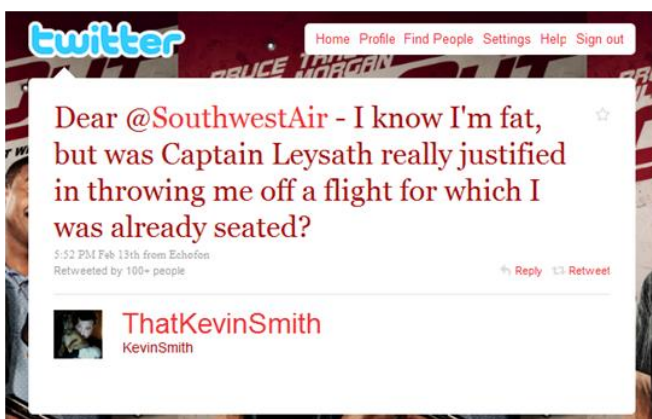 twitter
Home Profile Find People Settings Help Sign out
BRUCE
MORGAN
Dear @SouthwestAir - I know I'm fat,
but was Captain Leysath really justified
in throwing me off a flight for which I
was already seated?
5:52 PM Feb 13th from Echofon
Retweeted by 100+ people
Reply Retweet
ThatKevinSmith
KevinSmith